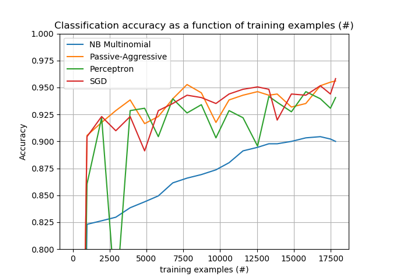 Classification accuracy as a function of training examples (#)
1.000
0.975
0.950
0.925
0.900
0.875
0.850
0.825
0.800
Accuracy
NB Multinomial
Passive-Aggressive
Perceptron
SGD
0 2500 5000 7500 10000 12500 15000 17500
training examples (#)